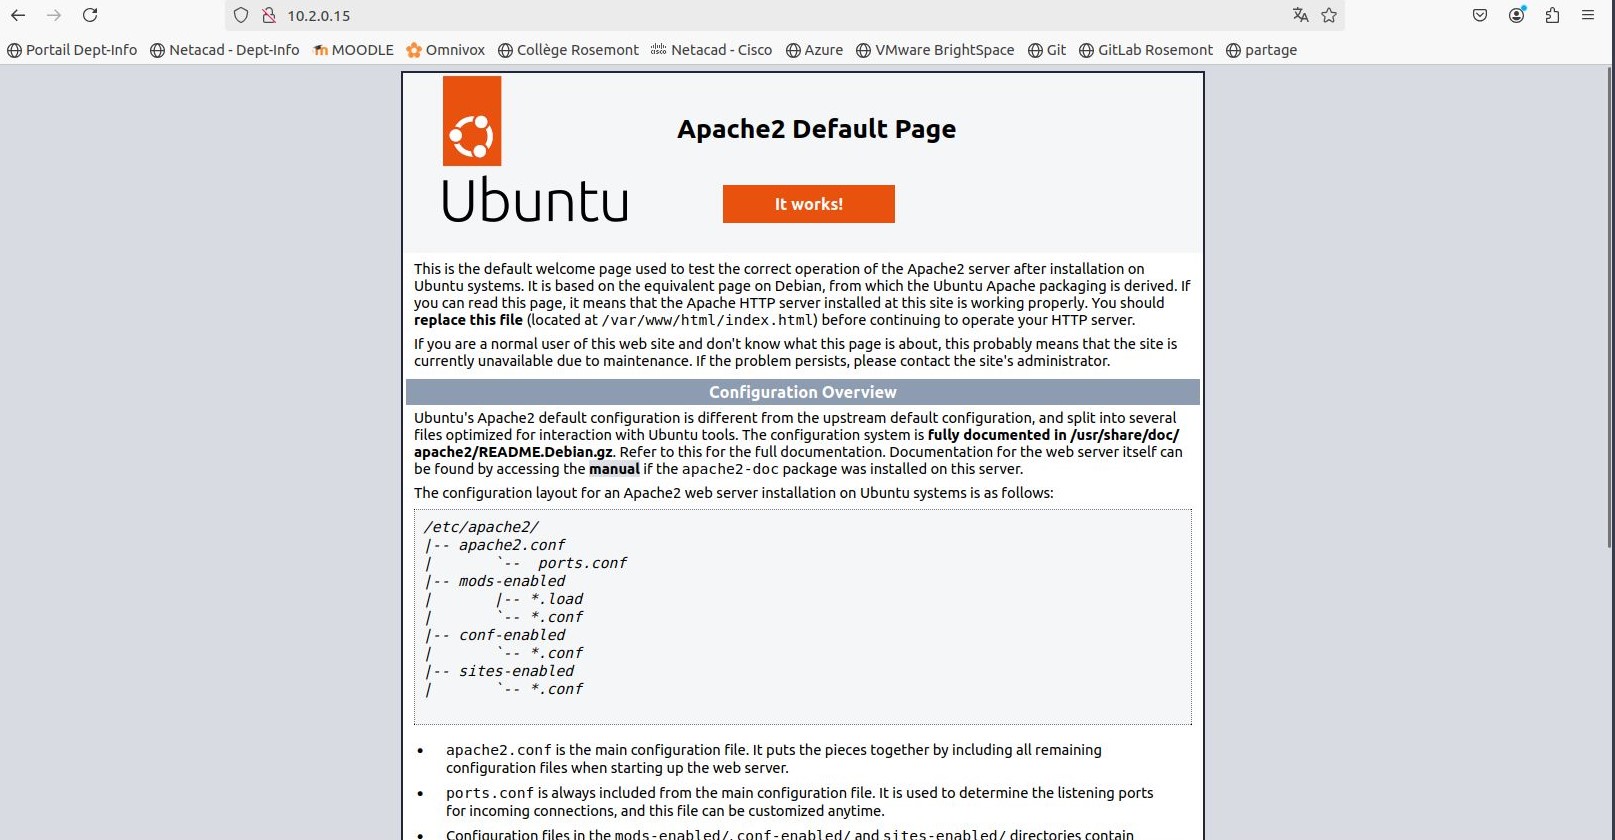 10.2.0.15
Portail Dept-Info Netacad - Dept-Info MOODLE Omnivox Collège Rosemont Netacad - Cisco Azure VMware BrightSpace Git GitLab Rosemont partage
Apache2 Default Page
Ubuntu
It works!
This is the default welcome page used to test the correct operation of the Apache2 server after installation on
Ubuntu systems. It is based on the equivalent page on Debian, from which the Ubuntu Apache packaging is derived. If
you can read this page, it means that the Apache HTTP server installed at this site is working properly. You should
replace this file (located at /var/www/html/index.html) before continuing to operate your HTTP server.
If you are a normal user of this web site and don't know what this page is about, this probably means that the site is
currently unavailable due to maintenance. If the problem persists, please contact the site's administrator.
Configuration Overview
Ubuntu's Apache2 default configuration is different from the upstream default configuration, and split into several
files optimized for interaction with Ubuntu tools. The configuration system is fully documented in /usr/share/doc/
apache2/README.Debian.gz. Refer to this for the full documentation. Documentation for the web server itself can
be found by accessing the manual if the apache2-doc package was installed on this server.
The configuration layout for an Apache2 web server installation on Ubuntu systems is as follows:
/etc/apache2/
|-- apache2.conf
|       `--  ports.conf
|-- mods-enabled
|       |-- *.load
|       `-- *.conf
|-- conf-enabled
|       `-- *.conf
|-- sites-enabled
|       `-- *.conf
• apache2.conf is the main configuration file. It puts the pieces together by including all remaining
configuration files when starting up the web server.
• ports.conf is always included from the main configuration file. It is used to determine the listening ports
for incoming connections, and this file can be customized anytime.
• Configuration files in the mods-enabled/, conf-enabled/ and sites-enabled/ directories contain